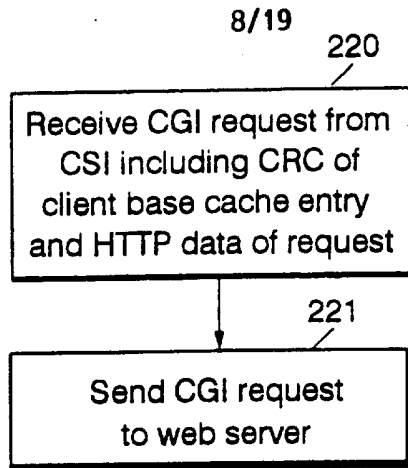 8/19
220
Receive CGI request from
CSI including CRC of
client base cache entry
and HTTP data of request
221
Send CGI request
to web server